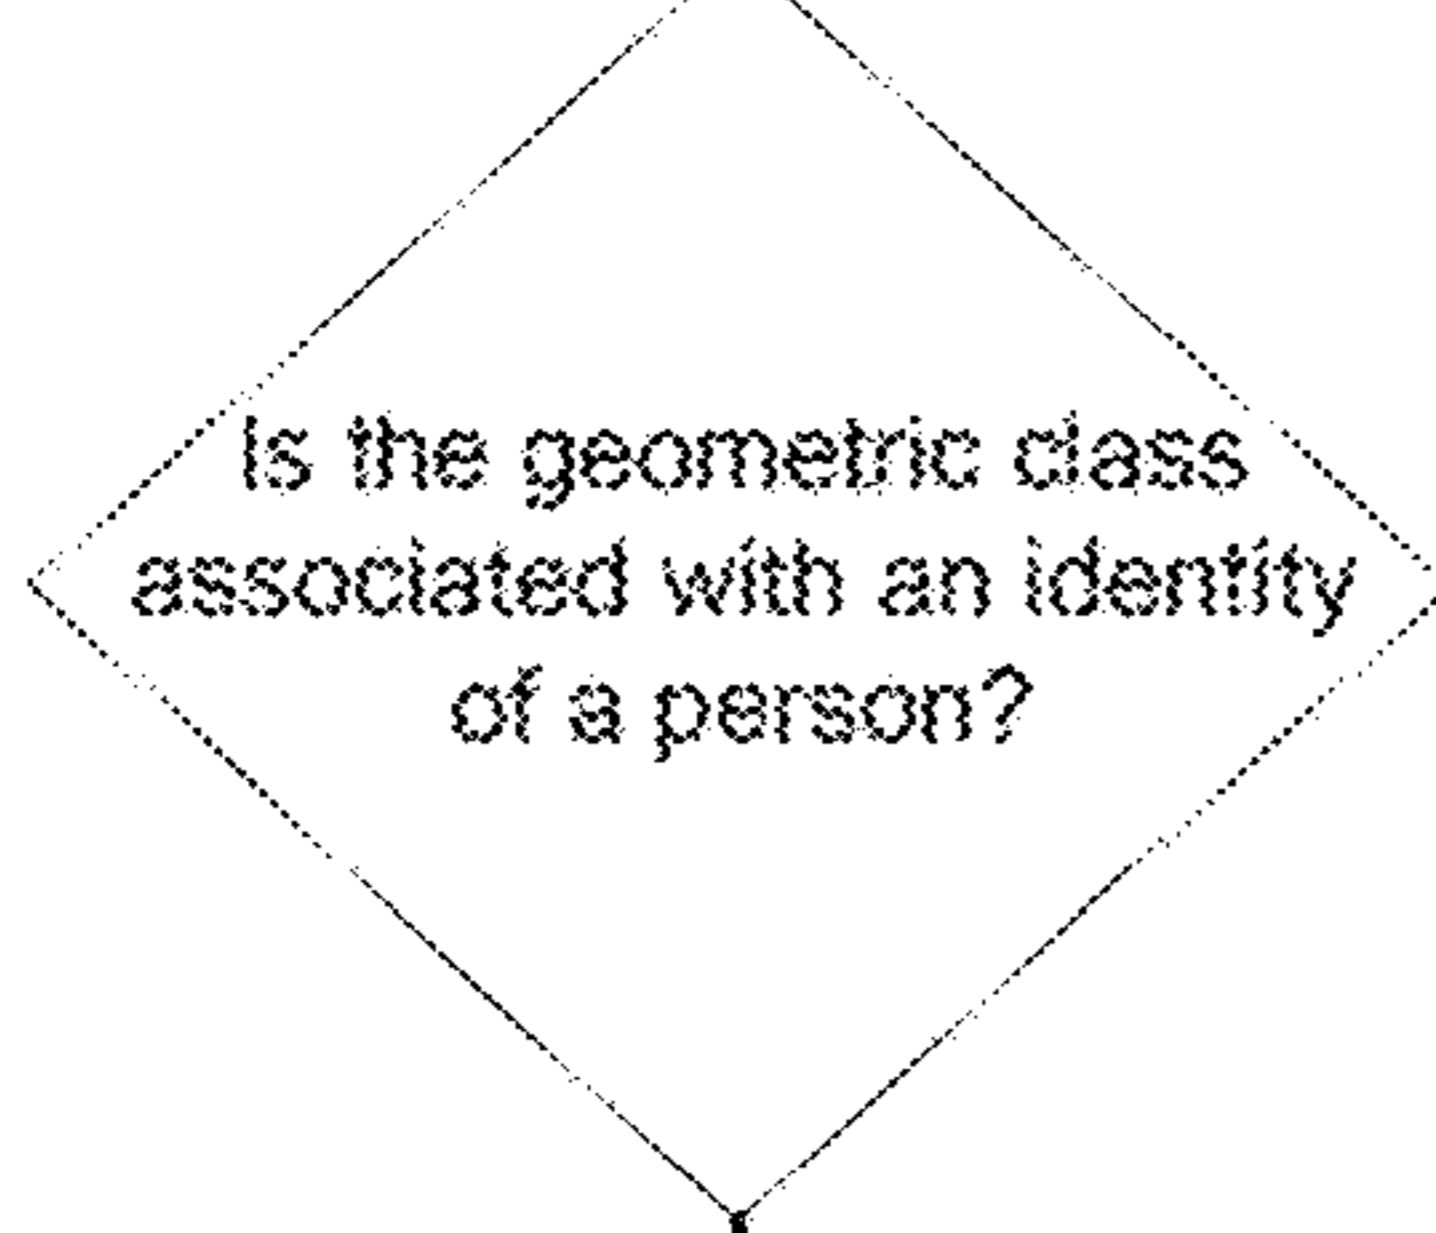 Is the geometric class
associated with an identity
of a person?